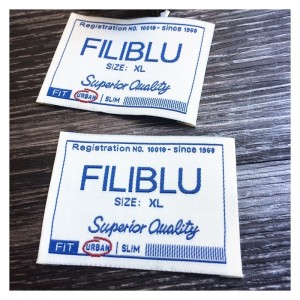 Registration NO. 10010 - since 1969
FILIBLU
SIZE: XL
Superior Quality
FIT URBAN | SLIM
Registration NO. 10010 - since 1969
FILIBLU
SIZE: XL
Superior Quality
FIT URBAN | SLIM